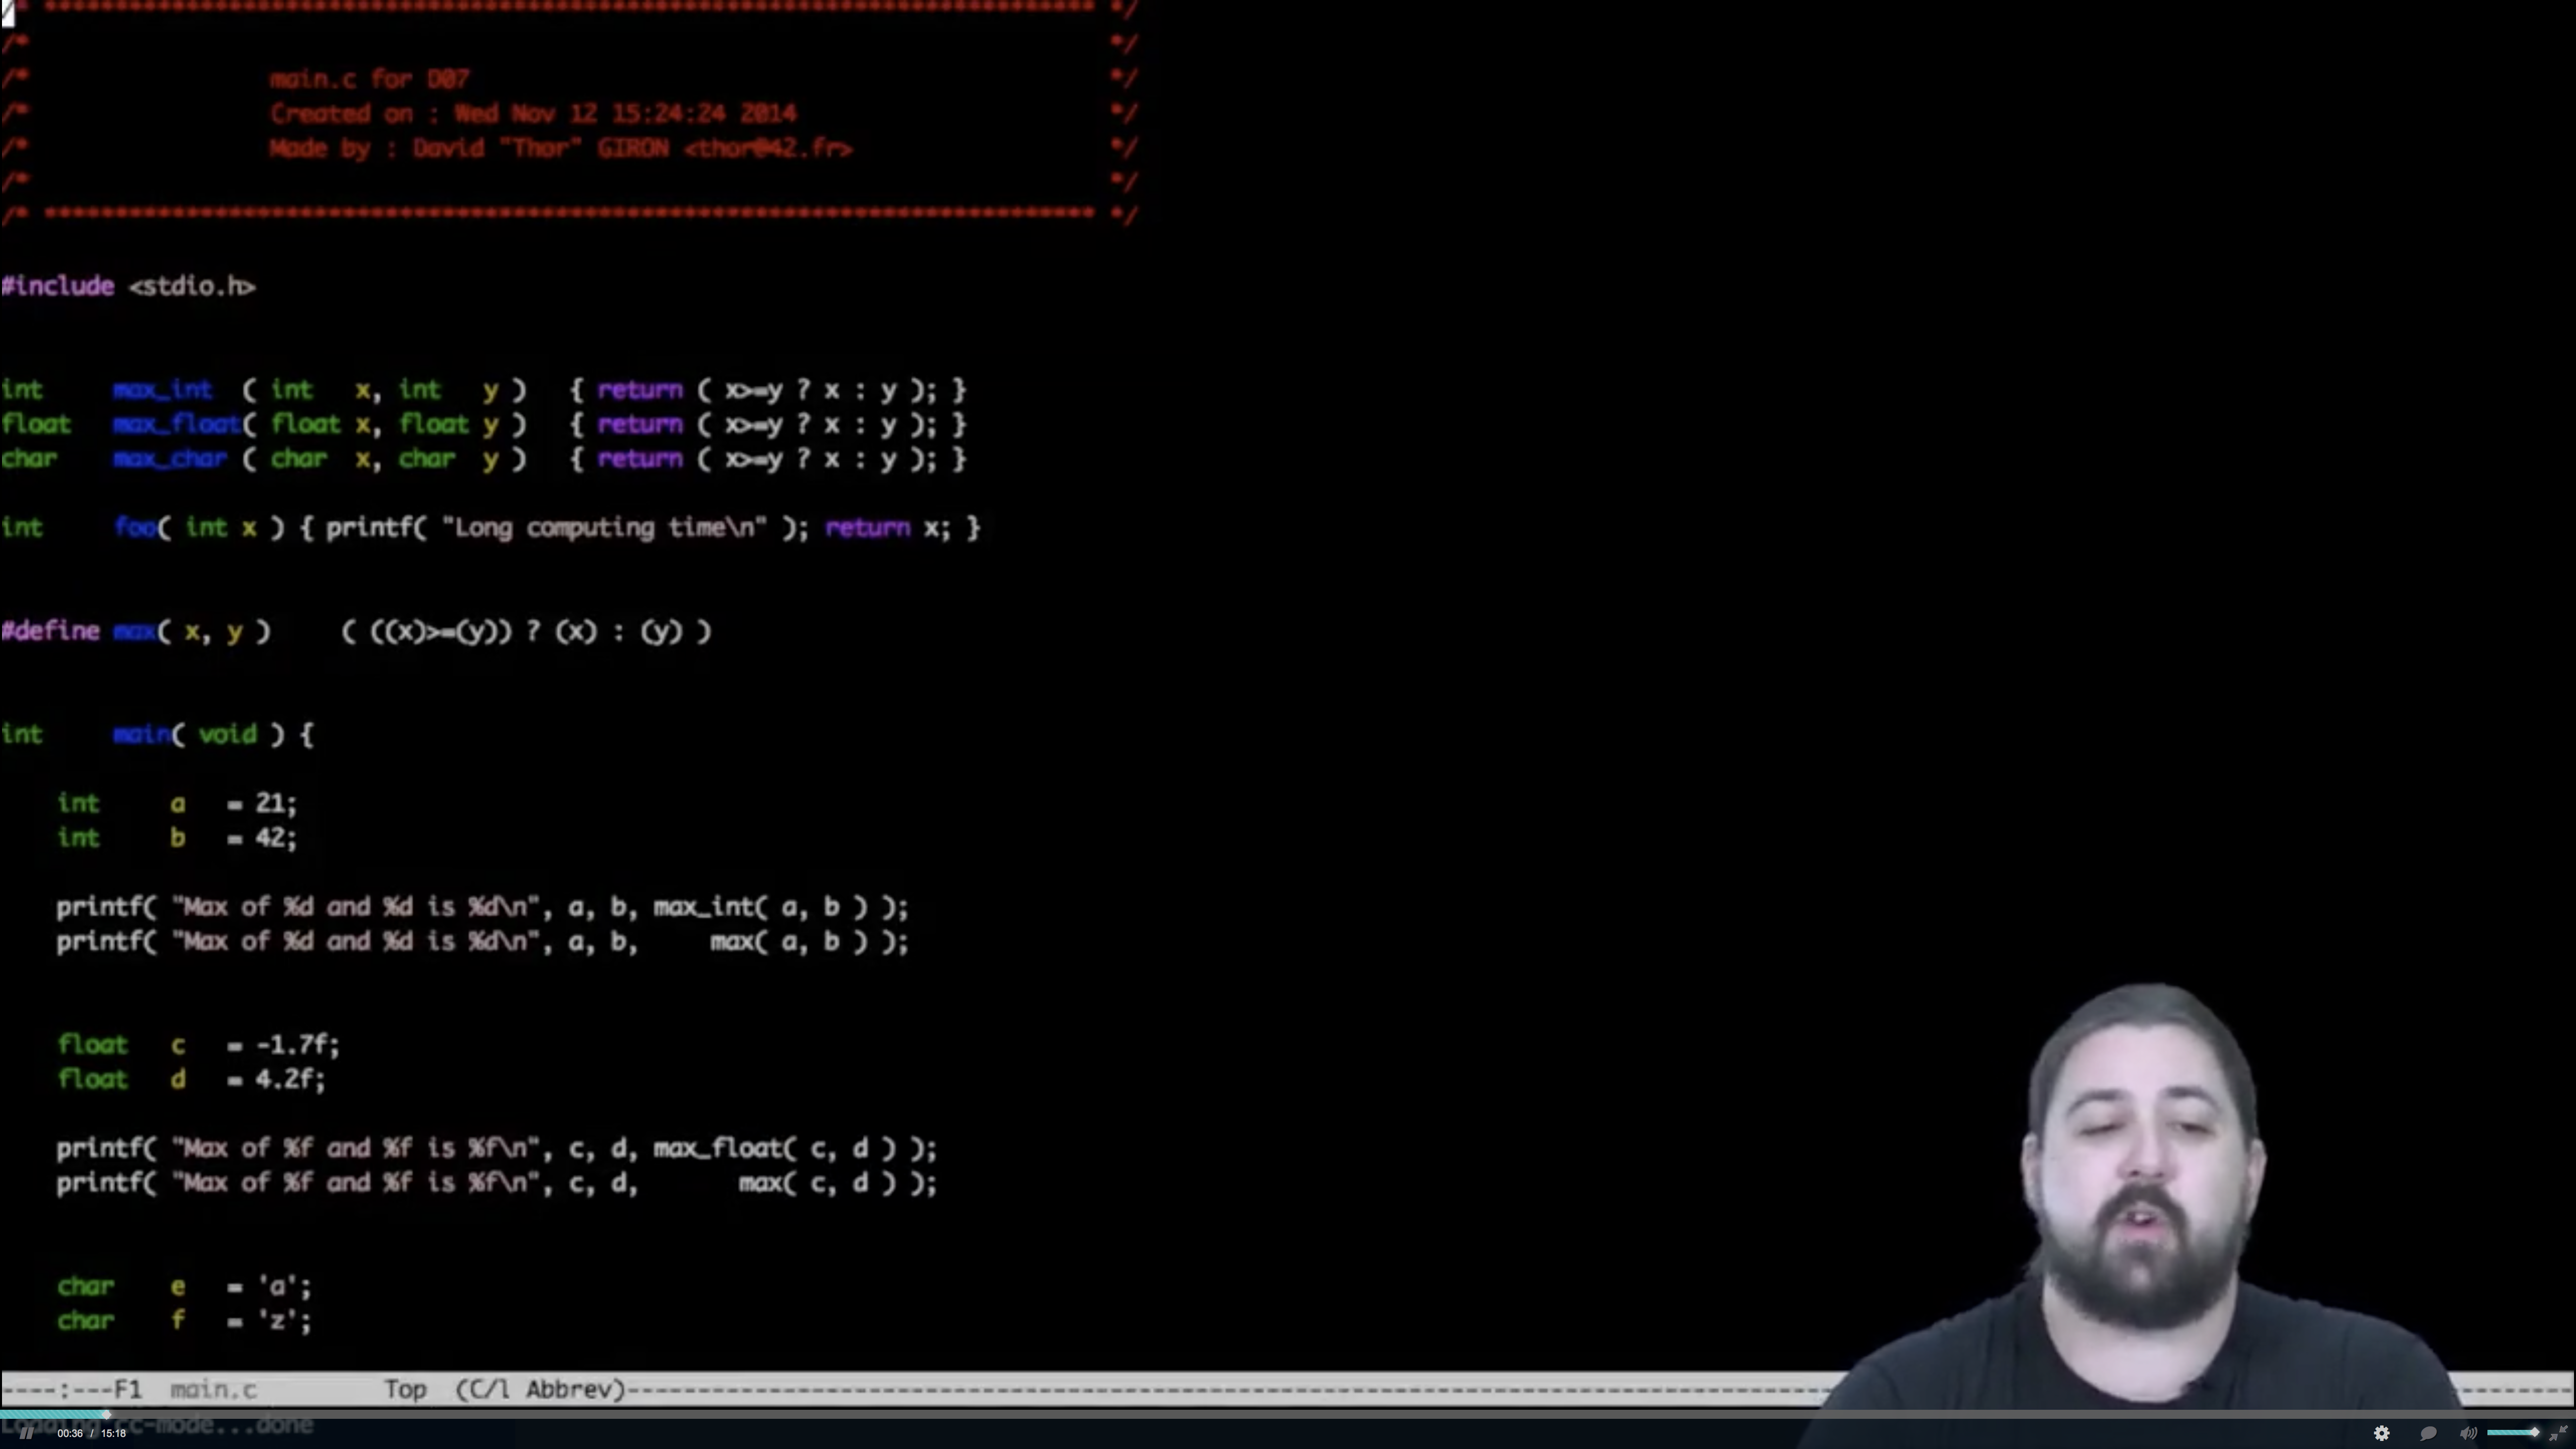 /* *************************************************************************** */
/* */
/* main.c for D07 */
/* Created on : Wed Nov 12 15:24:24 2014 */
/* Made by : David "Thor" GIRON <thor@42.fr> */
/* */
/* *************************************************************************** */
#include <stdio.h>
int max_int ( int x, int y ) { return ( x>=y ? x : y ); }
float max_float( float x, float y ) { return ( x>=y ? x : y ); }
char max_char ( char x, char y ) { return ( x>=y ? x : y ); }
int foo( int x ) { printf( "Long computing time\n" ); return x; }
#define max( x, y ) ( ((x)>=(y)) ? (x) : (y) )
int main( void ) {
int a = 21;
int b = 42;
printf( "Max of %d and %d is %d\n", a, b, max_int( a, b ) );
printf( "Max of %d and %d is %d\n", a, b, max( a, b ) );
float c = -1.7f;
float d = 4.2f;
printf( "Max of %f and %f is %f\n", c, d, max_float( c, d ) );
printf( "Max of %f and %f is %f\n", c, d, max( c, d ) );
char e = 'a';
char f = 'z';
----:---F1 main.c Top (C/l Abbrev)----
Loading cc-mode...done
00:36 / 15:18